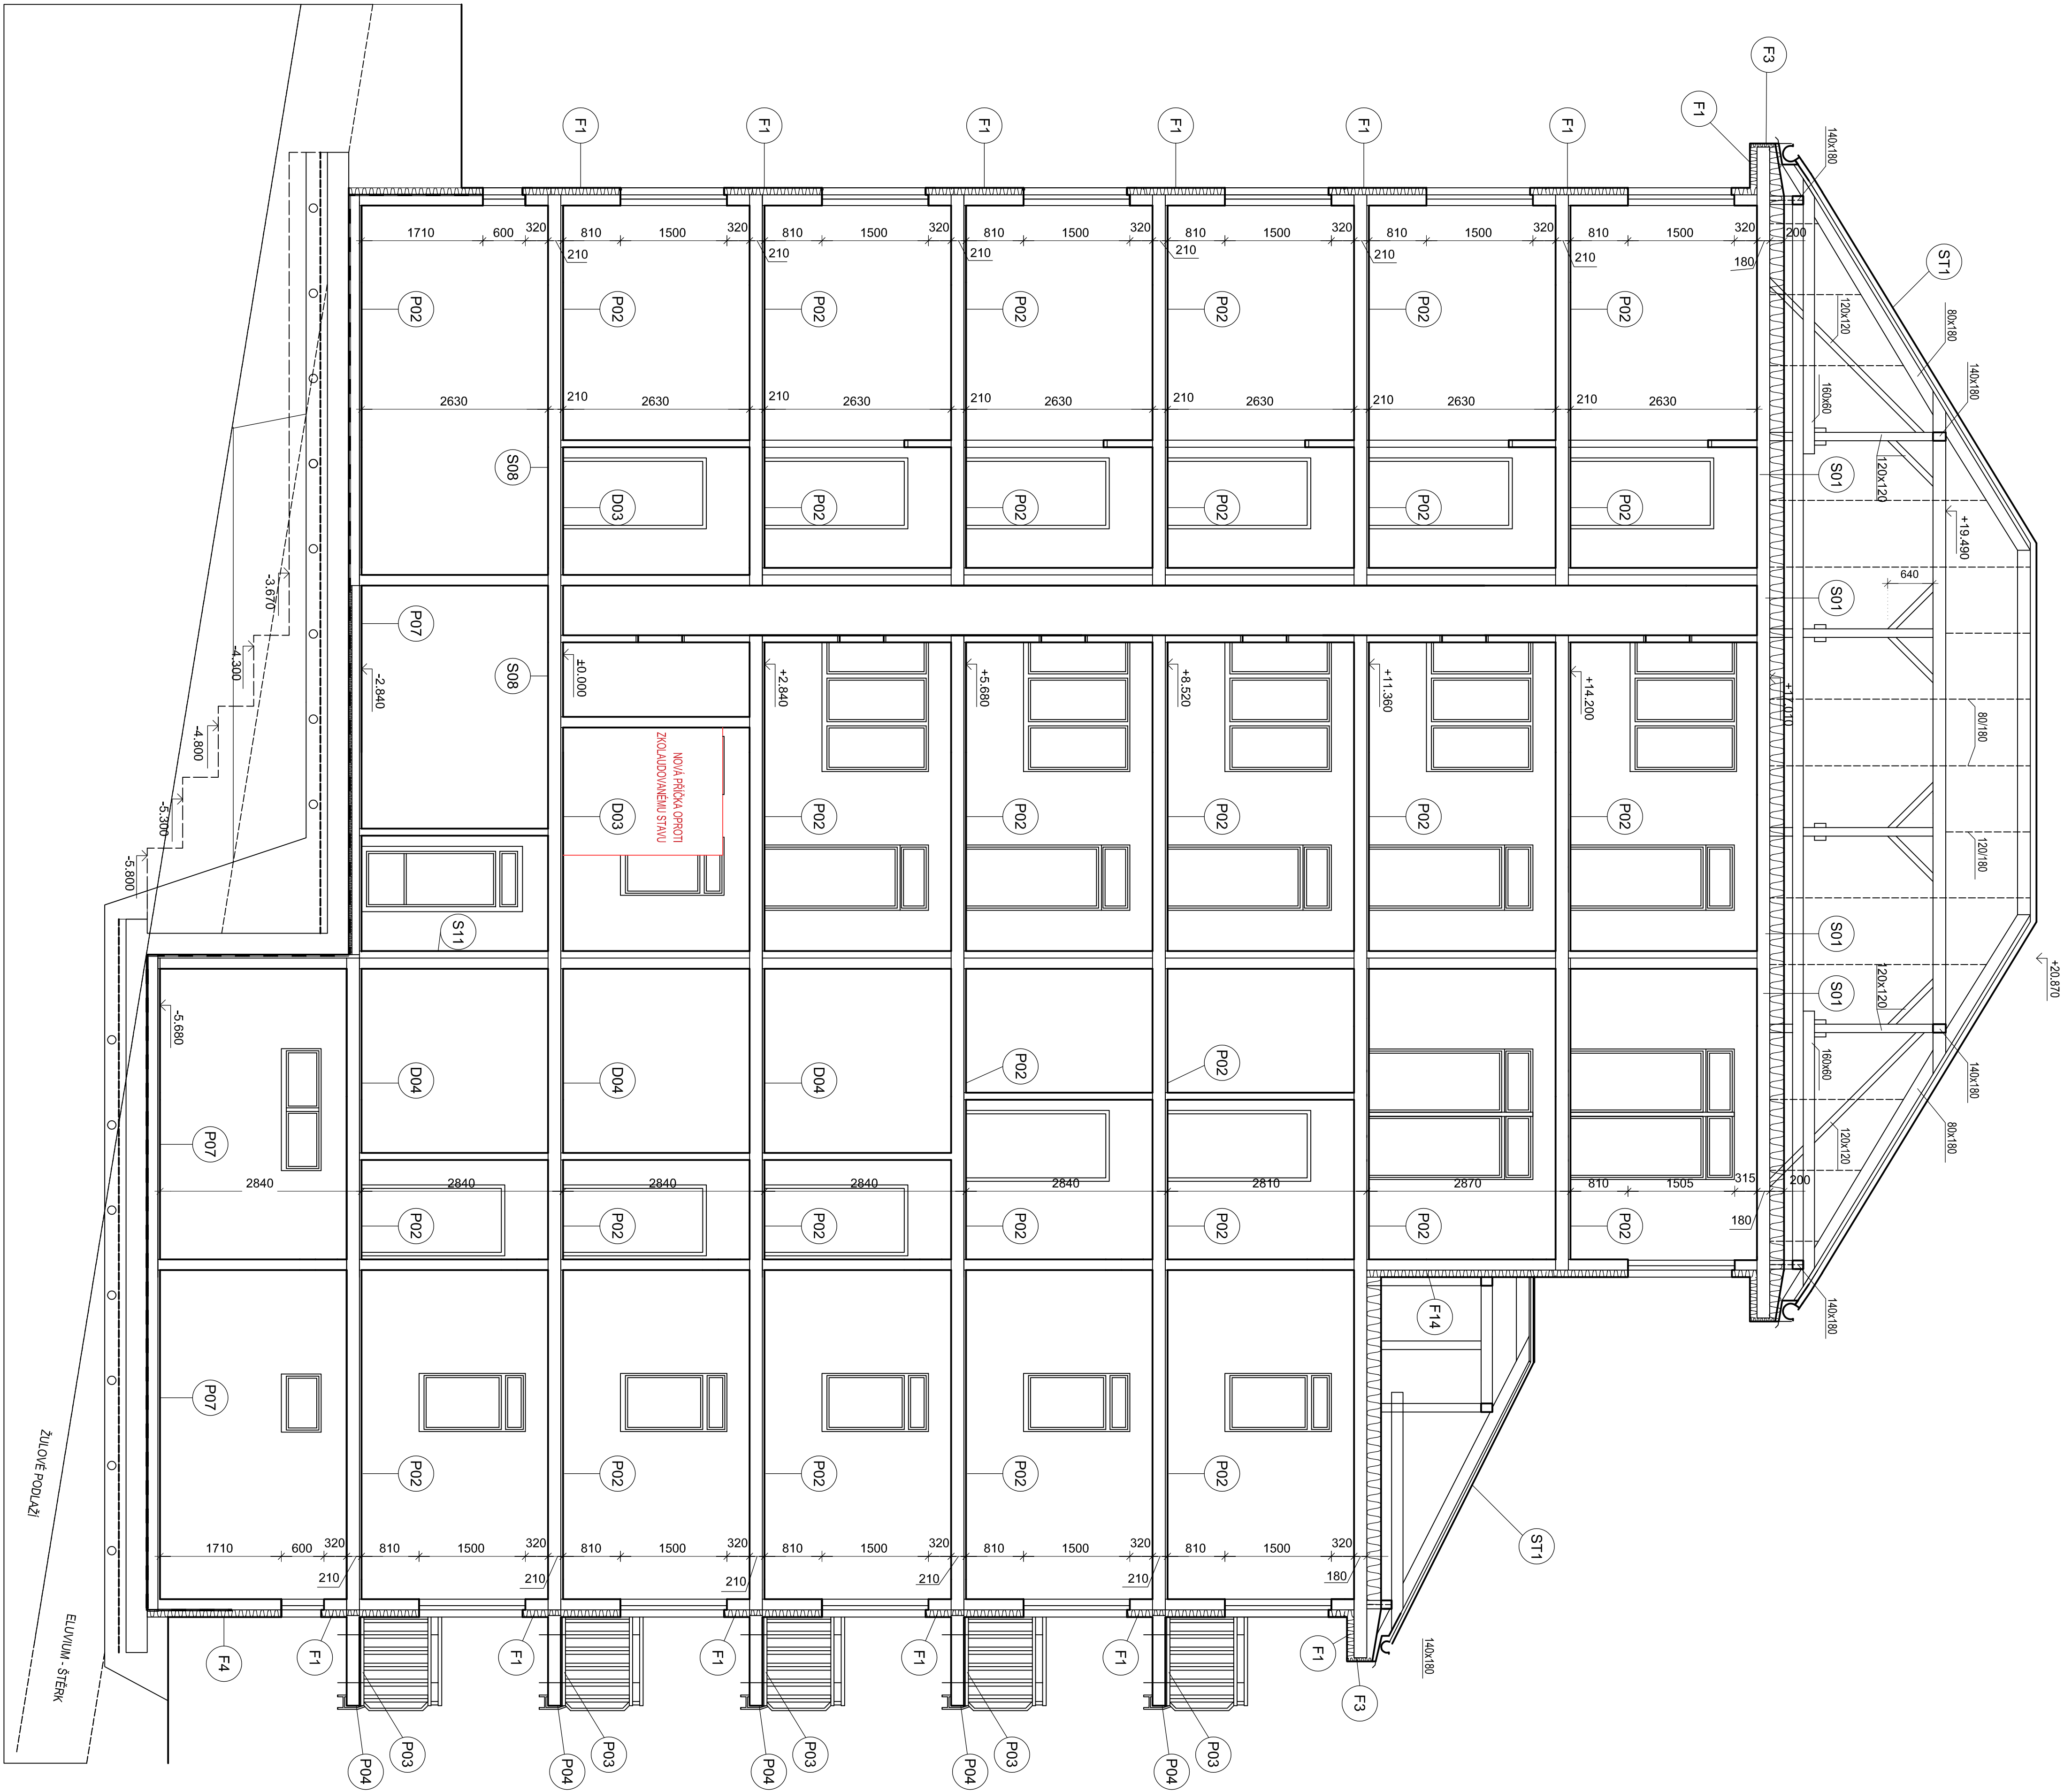 +20.870
140x180
80x180
+19.490
80/180
120/180
140x180
80x180
ST1
120x120
160x60
120x120
640
120x120
160x60
120x120
140x180
140x180
F3
F1
S01
S01
S01
S01
200
180
+17.010
200
180
320
1500
810
210
315
1505
810
F1
P02
2630
210
P02
+14.200
P02
P02
ST1
F1
320
1500
810
210
P02
2630
210
P02
+11.360
P02
2870
P02
F14
140x180
F3
F1
180
F1
320
1500
810
210
P02
2630
210
P02
+8.520
P02
P02
2810
P02
P02
320
1500
810
210
F1
P03
P04
F1
320
1500
810
210
P02
2630
210
P02
+5.680
P02
P02
2840
P02
P02
320
1500
810
210
F1
P03
P04
F1
320
1500
810
210
P02
2630
210
P02
+2.840
P02
D04
2840
P02
P02
320
1500
810
210
F1
P03
P04
F1
320
1500
810
210
P02
2630
210
D03
±0.000
NOVÁ PŘÍČKA OPROTI
ZKOLAUDOVANÉMU STAVU
D03
D04
2840
P02
P02
320
1500
810
210
F1
P03
P04
320
600
1710
P02
2630
S08
S08
P07
-2.840
S11
D04
2840
P02
P02
320
1500
810
210
F1
P03
P04
-3.670
-4.300
-4.800
-5.300
-5.800
-5.680
P07
2840
P07
320
600
1710
F4
ŽULOVÉ PODLAŽÍ
ELUVIUM - ŠTĚRK